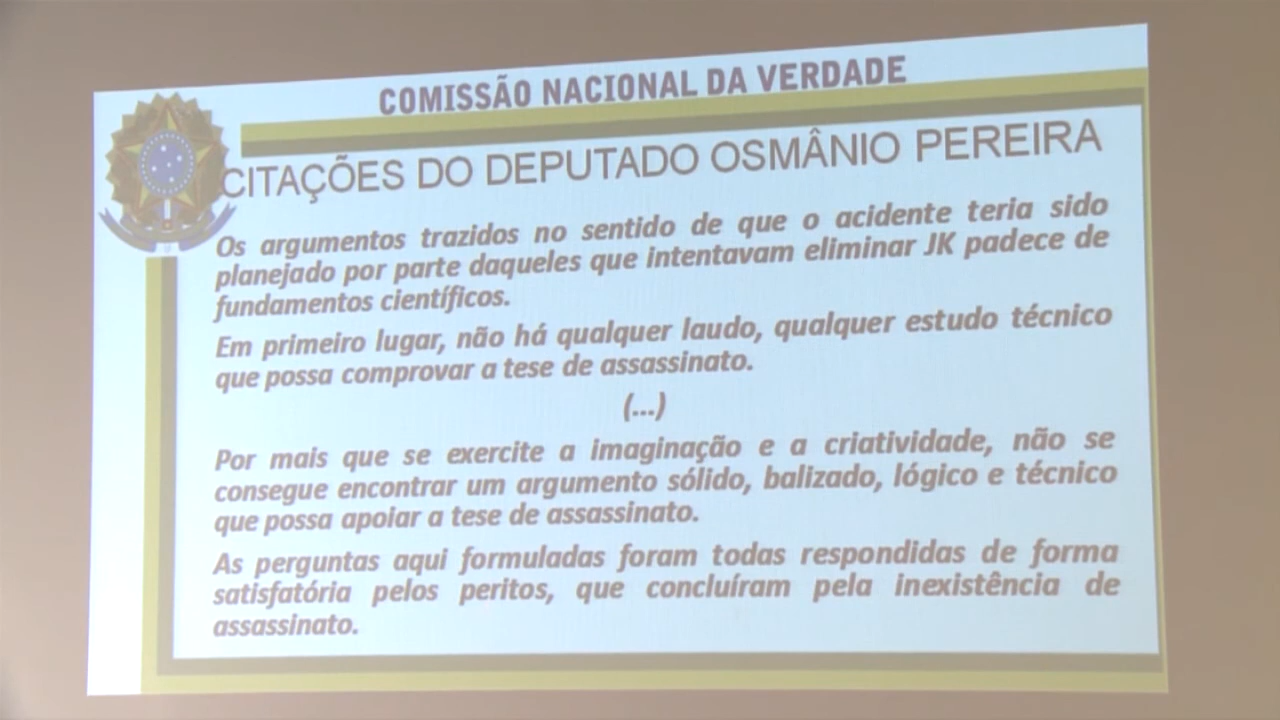 COMISSÃO NACIONAL DA VERDADE
CITAÇÕES DO DEPUTADO OSMÂNIO PEREIRA
Os argumentos trazidos no sentido de que o acidente teria sido
planejado por parte daqueles que intentavam eliminar JK padece de
fundamentos científicos.
Em primeiro lugar, não há qualquer laudo, qualquer estudo técnico
que possa comprovar a tese de assassinato.
(...)
Por mais que se exercite a imaginação e a criatividade, não se
consegue encontrar um argumento sólido, balizado, lógico e técnico
que possa apoiar a tese de assassinato.
As perguntas aqui formuladas foram todas respondidas de forma
satisfatória pelos peritos, que concluíram pela inexistência de
assassinato.